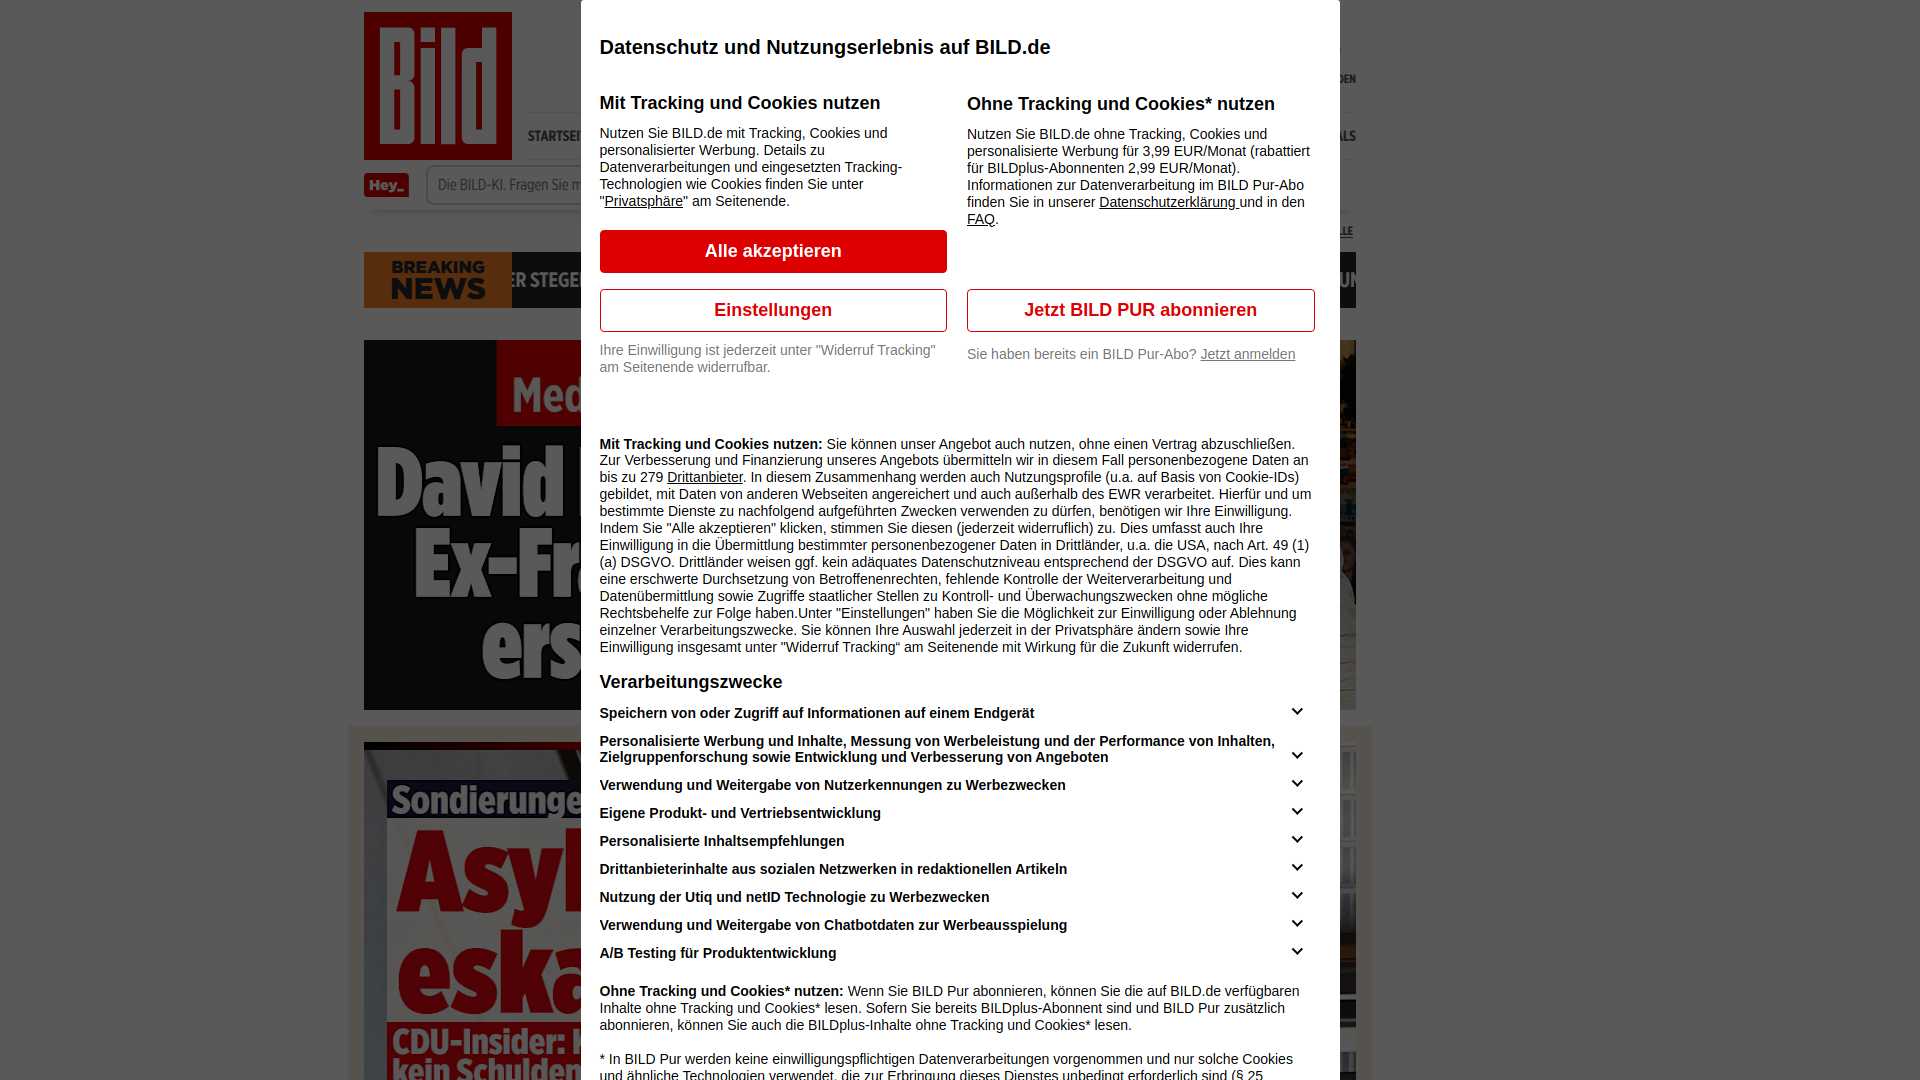 Bild
DEN
STARTSEI
ALS
Hey_
Die BILD-KI. Fragen Sie m
LLE
BREAKING
NEWS
ER STEGE
UN
Med
David
Ex-Fr
ers
Sondierunge
Asyl
eska
CDU-Insider:
kein Schulden
Datenschutz und Nutzungserlebnis auf BILD.de
Mit Tracking und Cookies nutzen
Nutzen Sie BILD.de mit Tracking, Cookies und
personalisierter Werbung. Details zu
Datenverarbeitungen und eingesetzten Tracking-
Technologien wie Cookies finden Sie unter
"Privatsphäre" am Seitenende.
Alle akzeptieren
Einstellungen
Ihre Einwilligung ist jederzeit unter "Widerruf Tracking"
am Seitenende widerrufbar.
Ohne Tracking und Cookies* nutzen
Nutzen Sie BILD.de ohne Tracking, Cookies und
personalisierte Werbung für 3,99 EUR/Monat (rabattiert
für BILDplus-Abonnenten 2,99 EUR/Monat).
Informationen zur Datenverarbeitung im BILD Pur-Abo
finden Sie in unserer Datenschutzerklärung und in den
FAQ.
Jetzt BILD PUR abonnieren
Sie haben bereits ein BILD Pur-Abo? Jetzt anmelden
Mit Tracking und Cookies nutzen: Sie können unser Angebot auch nutzen, ohne einen Vertrag abzuschließen.
Zur Verbesserung und Finanzierung unseres Angebots übermitteln wir in diesem Fall personenbezogene Daten an
bis zu 279 Drittanbieter. In diesem Zusammenhang werden auch Nutzungsprofile (u.a. auf Basis von Cookie-IDs)
gebildet, mit Daten von anderen Webseiten angereichert und auch außerhalb des EWR verarbeitet. Hierfür und um
bestimmte Dienste zu nachfolgend aufgeführten Zwecken verwenden zu dürfen, benötigen wir Ihre Einwilligung.
Indem Sie "Alle akzeptieren" klicken, stimmen Sie diesen (jederzeit widerruflich) zu. Dies umfasst auch Ihre
Einwilligung in die Übermittlung bestimmter personenbezogener Daten in Drittländer, u.a. die USA, nach Art. 49 (1)
(a) DSGVO. Drittländer weisen ggf. kein adäquates Datenschutzniveau entsprechend der DSGVO auf. Dies kann
eine erschwerte Durchsetzung von Betroffenenrechten, fehlende Kontrolle der Weiterverarbeitung und
Datenübermittlung sowie Zugriffe staatlicher Stellen zu Kontroll- und Überwachungszwecken ohne mögliche
Rechtsbehelfe zur Folge haben.Unter "Einstellungen" haben Sie die Möglichkeit zur Einwilligung oder Ablehnung
einzelner Verarbeitungszwecke. Sie können Ihre Auswahl jederzeit in der Privatsphäre ändern sowie Ihre
Einwilligung insgesamt unter "Widerruf Tracking“ am Seitenende mit Wirkung für die Zukunft widerrufen.
Verarbeitungszwecke
Speichern von oder Zugriff auf Informationen auf einem Endgerät
Personalisierte Werbung und Inhalte, Messung von Werbeleistung und der Performance von Inhalten,
Zielgruppenforschung sowie Entwicklung und Verbesserung von Angeboten
Verwendung und Weitergabe von Nutzerkennungen zu Werbezwecken
Eigene Produkt- und Vertriebsentwicklung
Personalisierte Inhaltsempfehlungen
Drittanbieterinhalte aus sozialen Netzwerken in redaktionellen Artikeln
Nutzung der Utiq und netID Technologie zu Werbezwecken
Verwendung und Weitergabe von Chatbotdaten zur Werbeausspielung
A/B Testing für Produktentwicklung
Ohne Tracking und Cookies* nutzen: Wenn Sie BILD Pur abonnieren, können Sie die auf BILD.de verfügbaren
Inhalte ohne Tracking und Cookies* lesen. Sofern Sie bereits BILDplus-Abonnent sind und BILD Pur zusätzlich
abonnieren, können Sie auch die BILDplus-Inhalte ohne Tracking und Cookies* lesen.
* In BILD Pur werden keine einwilligungspflichtigen Datenverarbeitungen vorgenommen und nur solche Cookies
und ähnliche Technologien verwendet, die zur Erbringung dieses Dienstes unbedingt erforderlich sind (§ 25